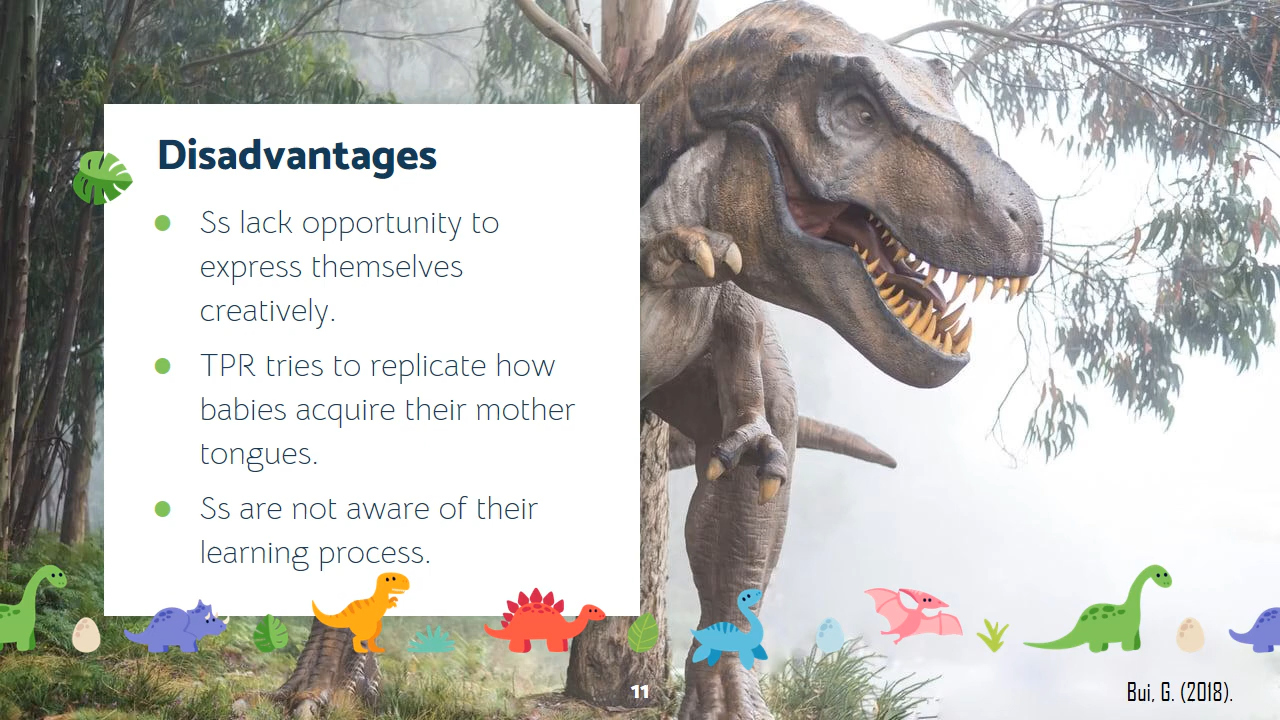 Disadvantages
Ss lack opportunity to
express themselves
creatively.
TPR tries to replicate how
babies acquire their mother
tongues.
Ss are not aware of their
learning process.
11
Bui, G. (2018).